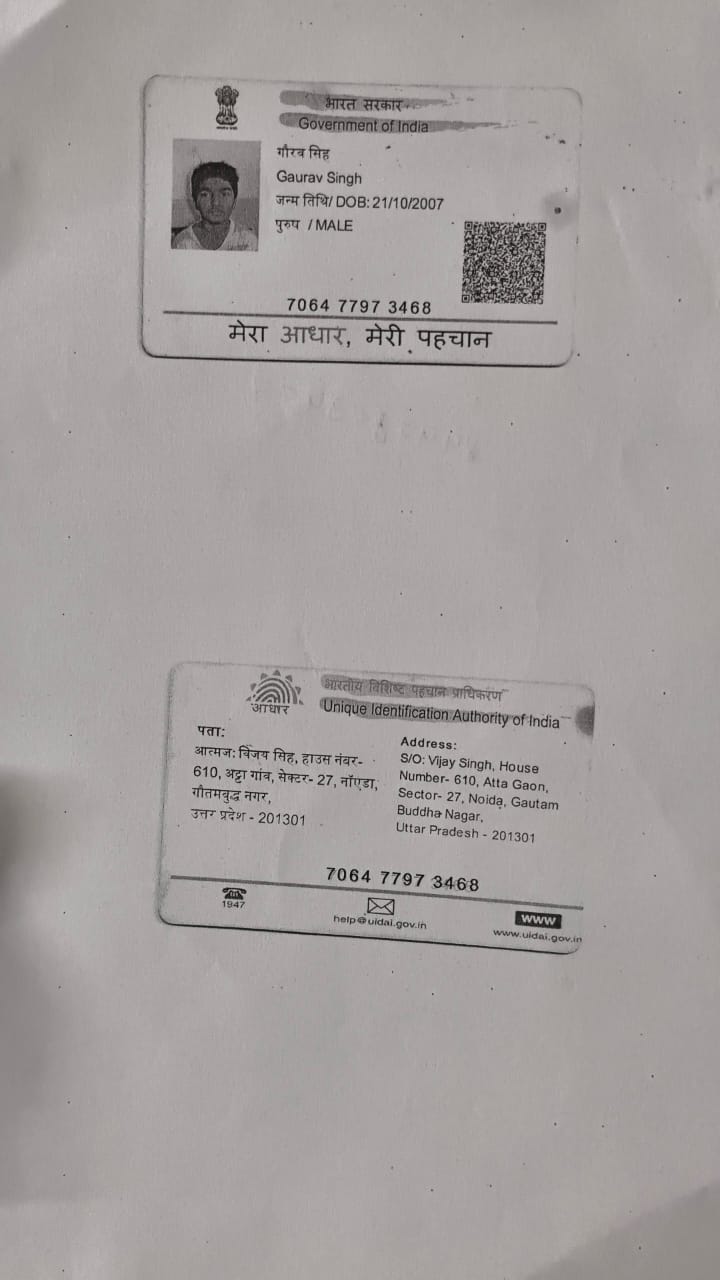 भारत सरकार
Government of India
गौरव सिंह
Gaurav Singh
जन्म तिथि/ DOB: 21/10/2007
पुरुष / MALE
7064 7797 3468
मेरा आधार, मेरी पहचान
भारतीय विशिष्ट पहचान प्राधिकरण
Unique Identification Authority of India
आधार
पता:
आत्मज: विजय सिंह, हाउस नंबर-
610, अट्टा गांव, सेक्टर- 27, नॉएडा,
गौतमबुद्ध नगर,
उत्तर प्रदेश - 201301
Address:
S/O: Vijay Singh, House
Number- 610, Atta Gaon,
Sector- 27, Noida, Gautam
Buddha Nagar,
Uttar Pradesh - 201301
7064 7797 3468
1947
help@uidai.gov.in
www
www.uidai.gov.in